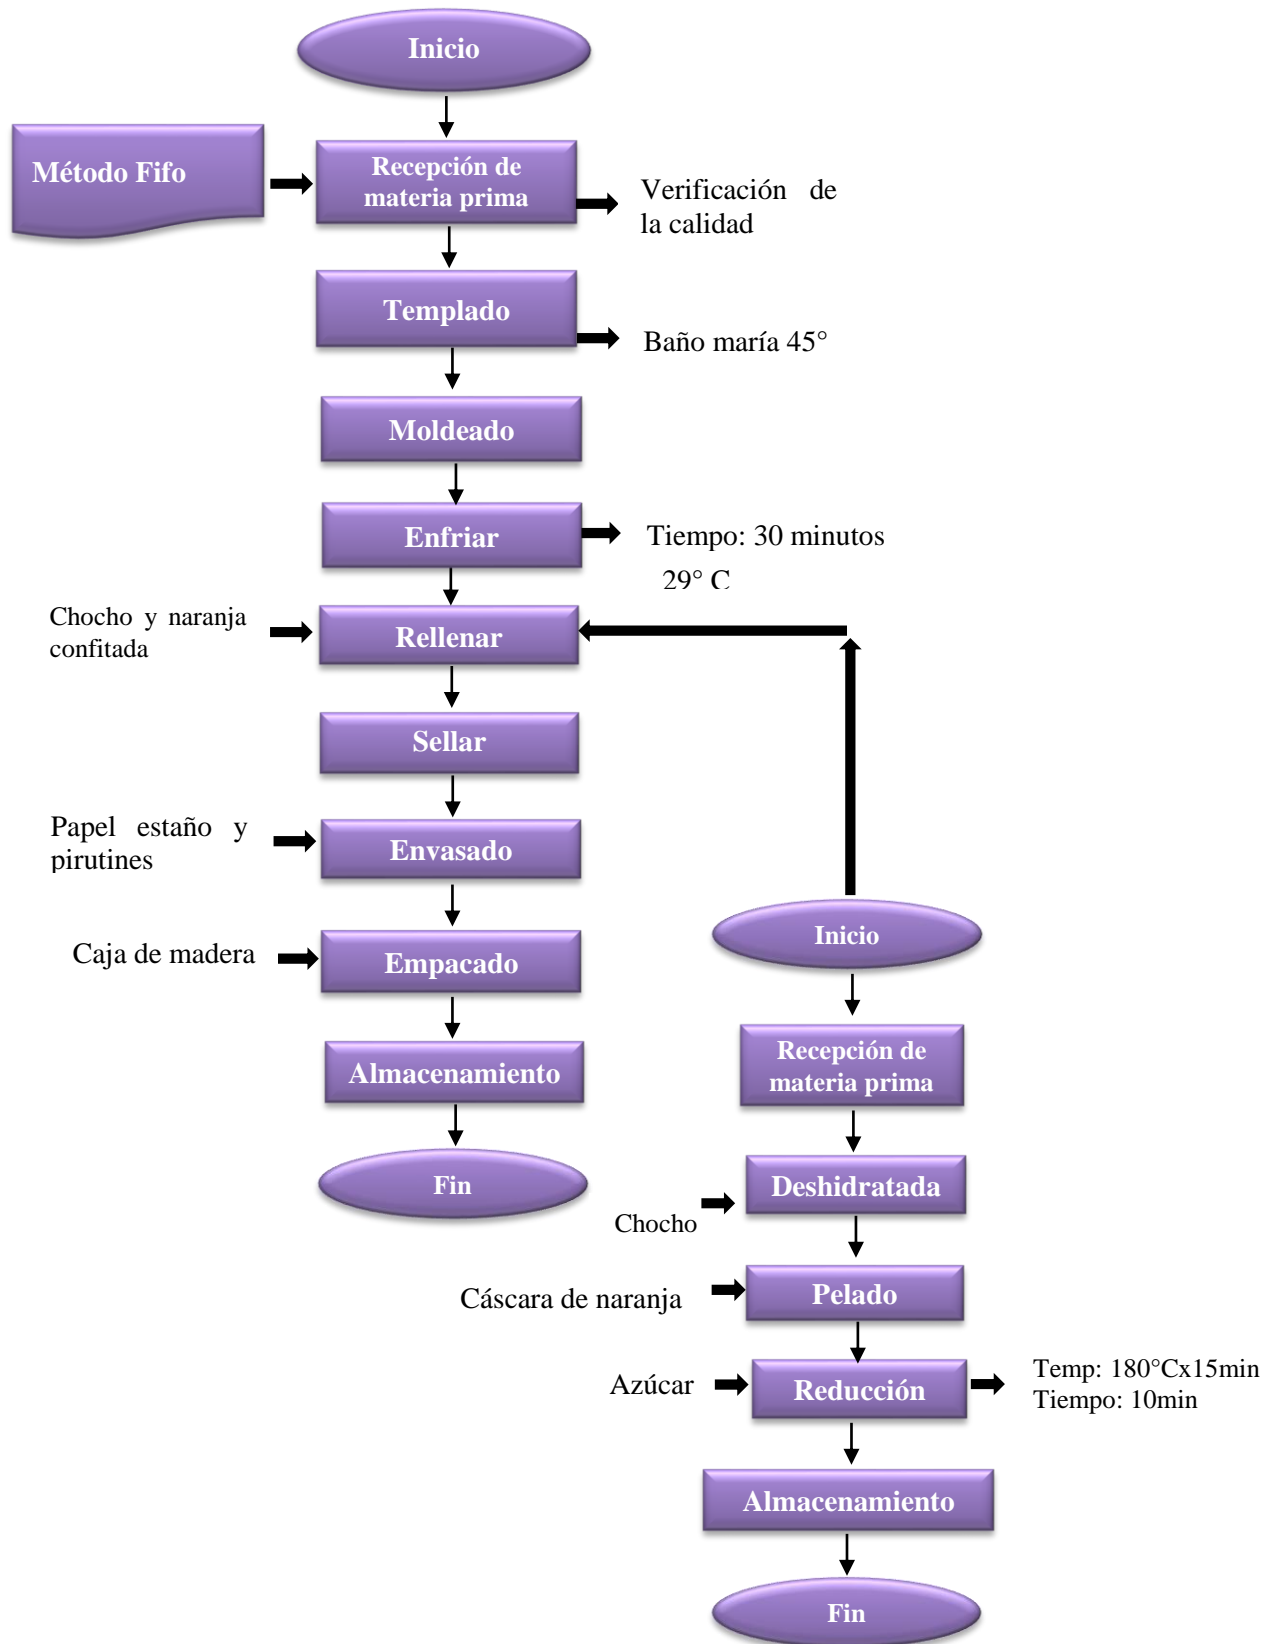 Inicio
Método Fifo
Recepción de
materia prima
Verificación de
la calidad
Templado
Baño maría 45°
Moldeado
Enfriar
Tiempo: 30 minutos
29° C
Chocho y naranja
confitada
Rellenar
Sellar
Papel estaño y
pirutines
Envasado
Caja de madera
Empacado
Almacenamiento
Fin
Inicio
Recepción de
materia prima
Deshidratada
Chocho
Cáscara de naranja
Pelado
Azúcar
Reducción
Temp: 180°Cx15min
Tiempo: 10min
Almacenamiento
Fin